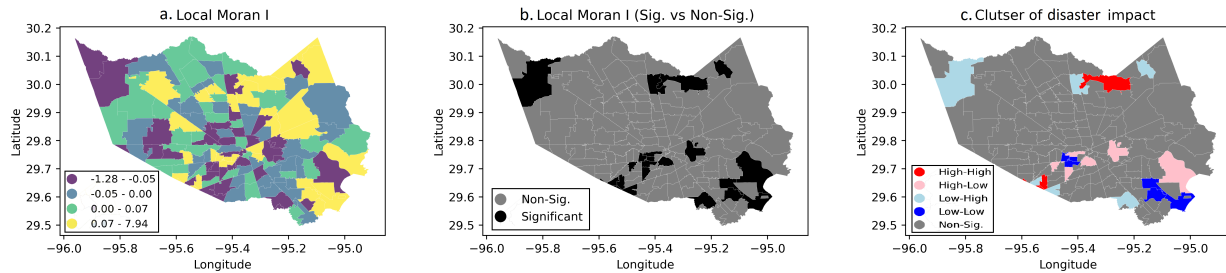 a. Local Moran I
30.2
30.1
30.0
29.9
29.8
29.7
29.6
29.5
Latitude
-1.28 - -0.05
-0.05 - 0.00
0.00 - 0.07
0.07 - 7.94
−96.0 −95.8 −95.6 −95.4 −95.2 −95.0
Longitude
b. Local Moran I (Sig. vs Non-Sig.)
30.2
30.1
30.0
29.9
29.8
29.7
29.6
29.5
Latitude
Non-Sig.
Significant
−96.0 −95.8 −95.6 −95.4 −95.2 −95.0
Longitude
c. Clutser of disaster impact
30.2
30.1
30.0
29.9
29.8
29.7
29.6
29.5
Latitude
High-High
High-Low
Low-High
Low-Low
Non-Sig.
−96.0 −95.8 −95.6 −95.4 −95.2 −95.0
Longitude